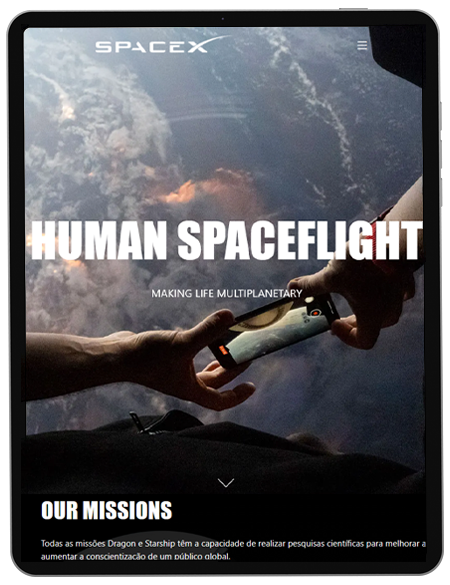 SPACEX
HUMAN SPACEFLIGHT
MAKING LIFE MULTIPLANETARY
OUR MISSIONS
Todas as missões Dragon e Starship têm a capacidade de realizar pesquisas científicas para melhorar a
aumentar a conscientização de um público global.